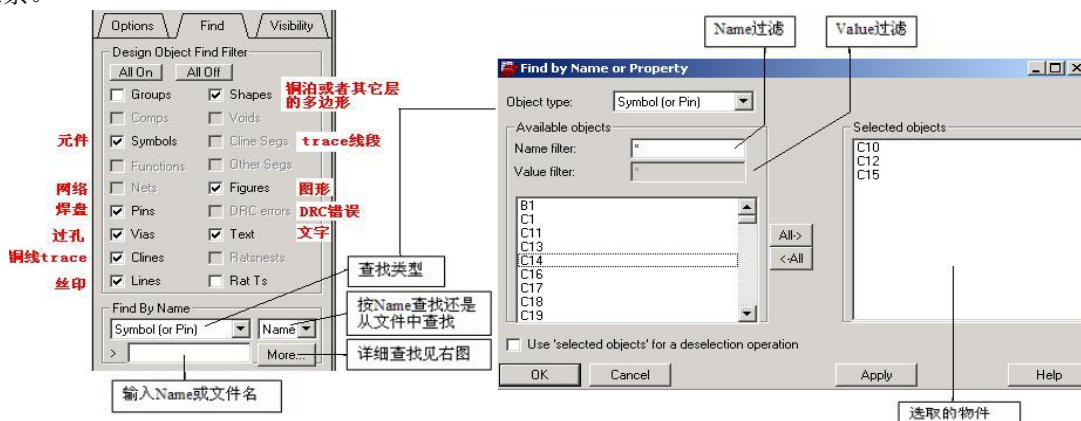 Options Find Visibility
Design Object Find Filter
All On All Off
Groups Shapes 铜泊或者其它层
的多边形
Comps Voids
元件 Symbols Cline Segs trace线段
Functions Other Segs
网络 Nets Figures 图形
焊盘 Pins DRC errors DRC错误
过孔 Vias Text 文字
铜线trace Clines Ratsnests
丝印 Lines Rat Ts
Find By Name
Symbol (or Pin) Name
> More...
查找类型
按Name查找还是
从文件中查找
详细查找见右图
输入Name或文件名
Name过滤 Value过滤
Find by Name or Property
Object type: Symbol (or Pin)
Available objects
Name filter: *
Value filter: *
B1
C1
C11
C13
C14
C16
C17
C18
C19
All->
<-All
Selected objects
C10
C12
C15
Use 'selected objects' for a deselection operation
OK Cancel Apply Help
选取的物件